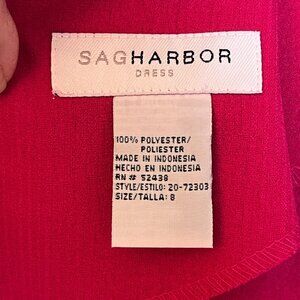 SAGHARBOR
DRESS
100% POLYESTER/
POLIESTER
MADE IN INDONESIA
HECHO EN INDONESIA
RN# 52438
STYLE/ESTILO: 20-72303
SIZE/TALLA: 8